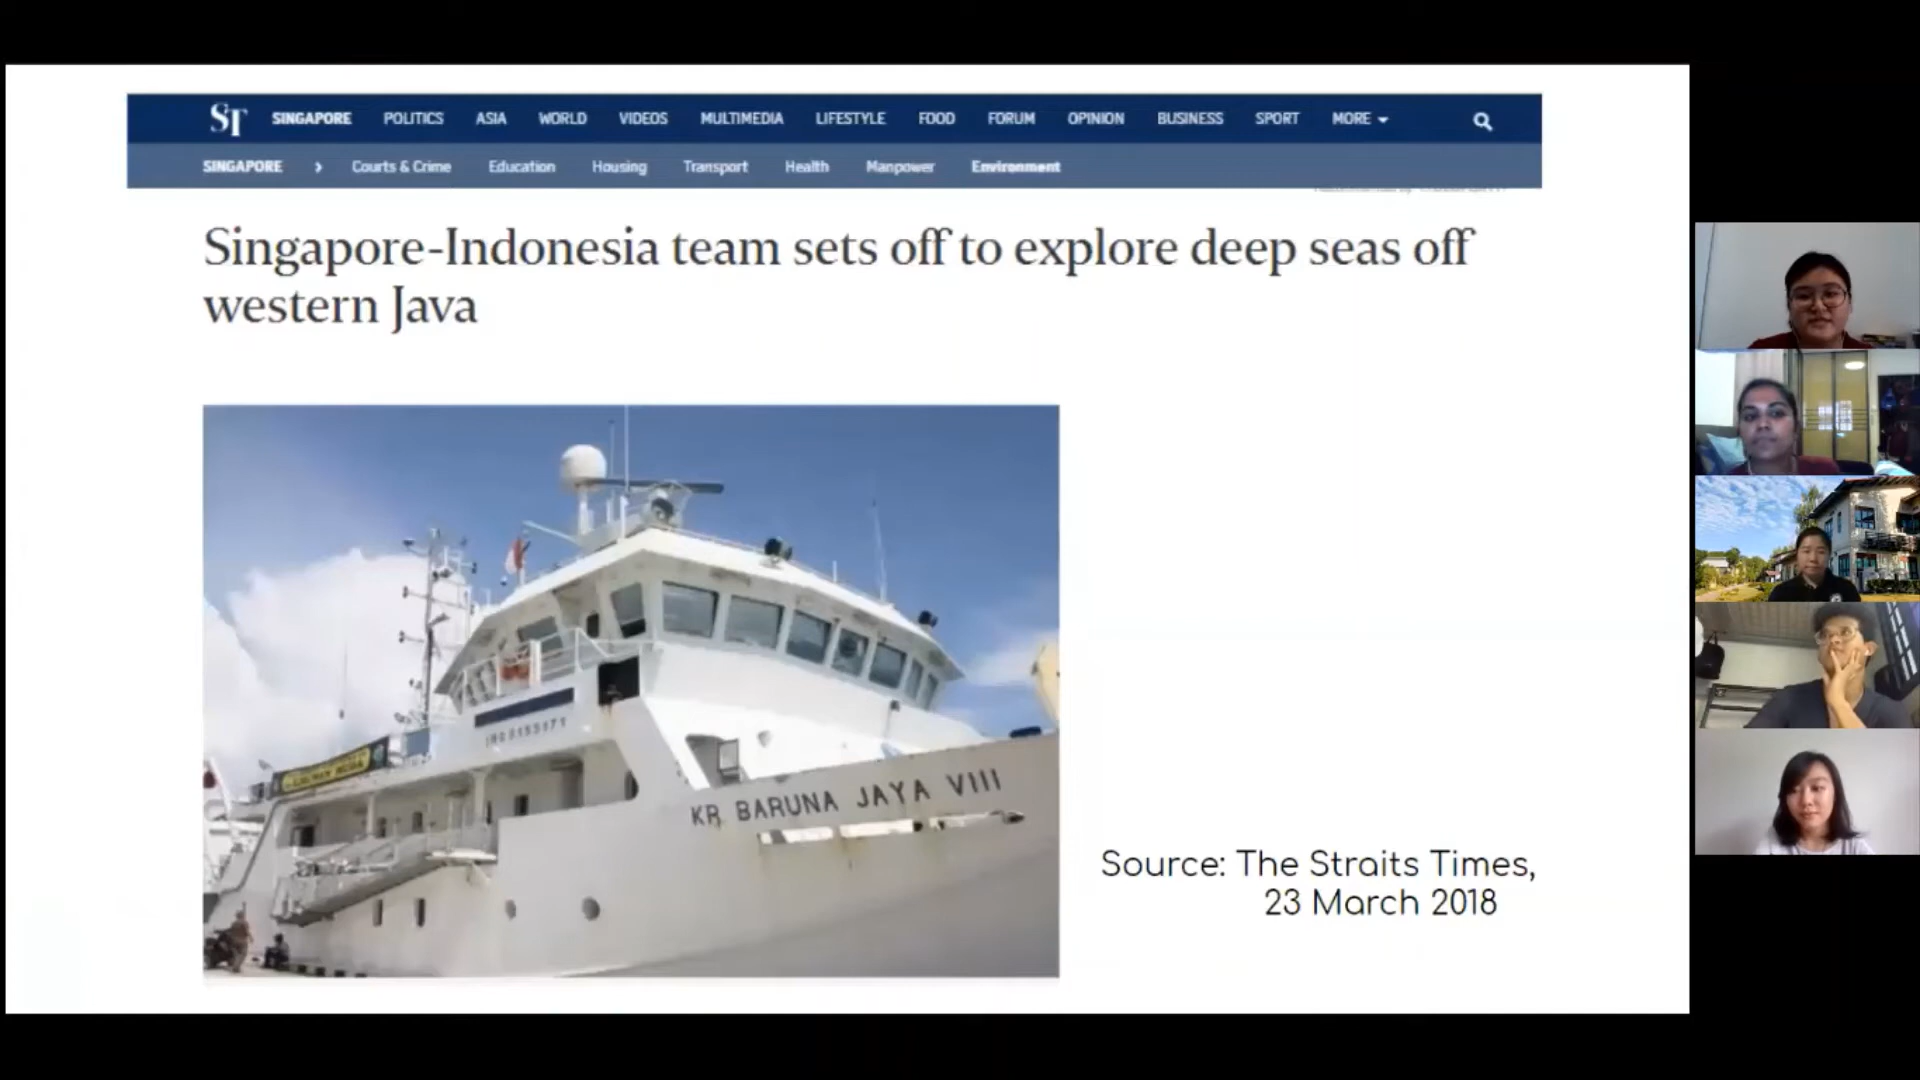 ST SINGAPORE POLITICS ASIA WORLD VIDEOS MULTIMEDIA LIFESTYLE FOOD FORUM OPINION BUSINESS SPORT MORE
SINGAPORE Courts & Crime Education Housing Transport Health Manpower Environment
Singapore-Indonesia team sets off to explore deep seas off
western Java
KR BARUNA JAYA VIII
Source: The Straits Times,
23 March 2018